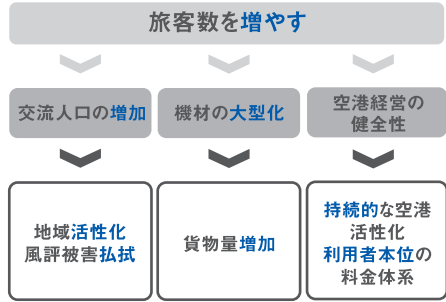 旅客数を増やす
交流人口の増加
機材の大型化
空港経営の
健全性
地域活性化
風評被害払拭
貨物量増加
持続的な空港
活性化
利用者本位の
料金体系